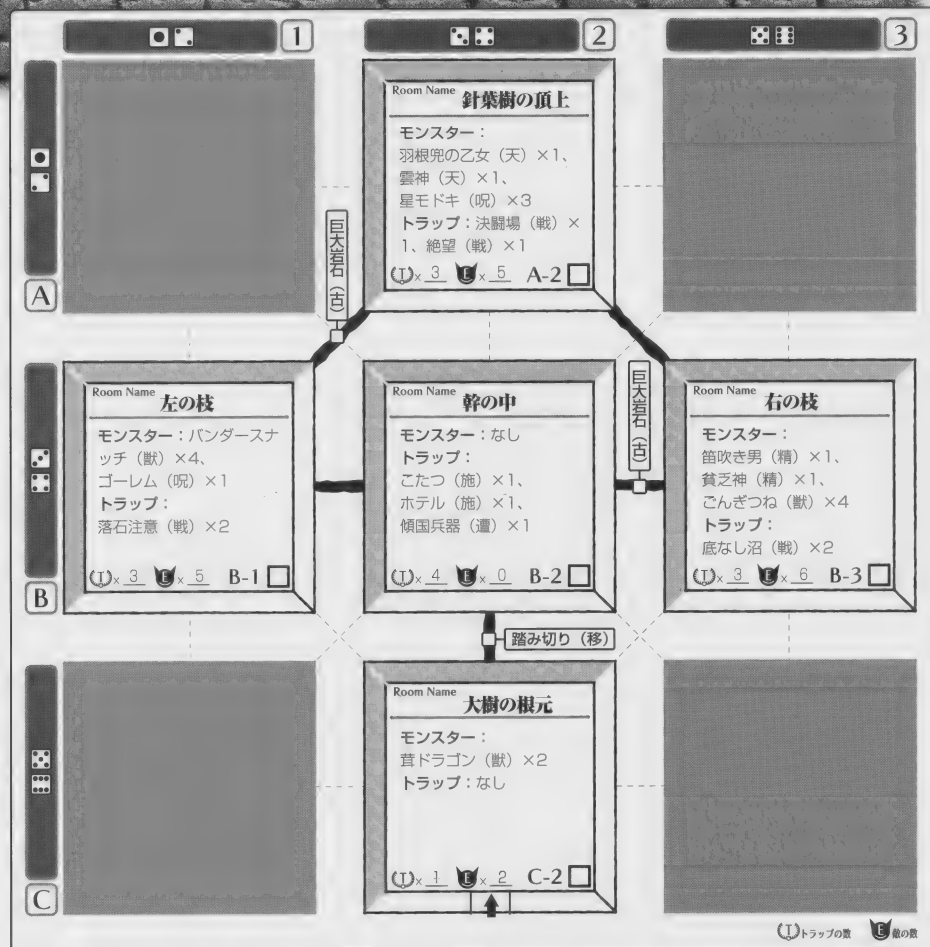 1
2
3
A
Room Name 針葉樹の頂上
モンスター：
羽根兜の乙女（天）×1、
雲神（天）×1、
星モドキ（呪）×3
トラップ：決闘場（戦）×
1、絶望（戦）×1
T× 3 E× 5 A-2
巨大岩石（古）
B
Room Name 左の枝
モンスター：バンダースナ
ッチ（獣）×4、
ゴーレム（呪）×1
トラップ：
落石注意（戦）×2
T× 3 E× 5 B-1
Room Name 幹の中
モンスター：なし
トラップ：
こたつ（施）×1、
ホテル（施）×1、
傾国兵器（遭）×1
T× 4 E× 0 B-2
巨大岩石（古）
Room Name 右の枝
モンスター：
笛吹き男（精）×1、
貧乏神（精）×1、
ごんぎつね（獣）×4
トラップ：
底なし沼（戦）×2
T× 3 E× 6 B-3
踏み切り（移）
C
Room Name 大樹の根元
モンスター：
茸ドラゴン（獣）×2
トラップ：なし
T× 1 E× 2 C-2
Tトラップの数 E敵の数